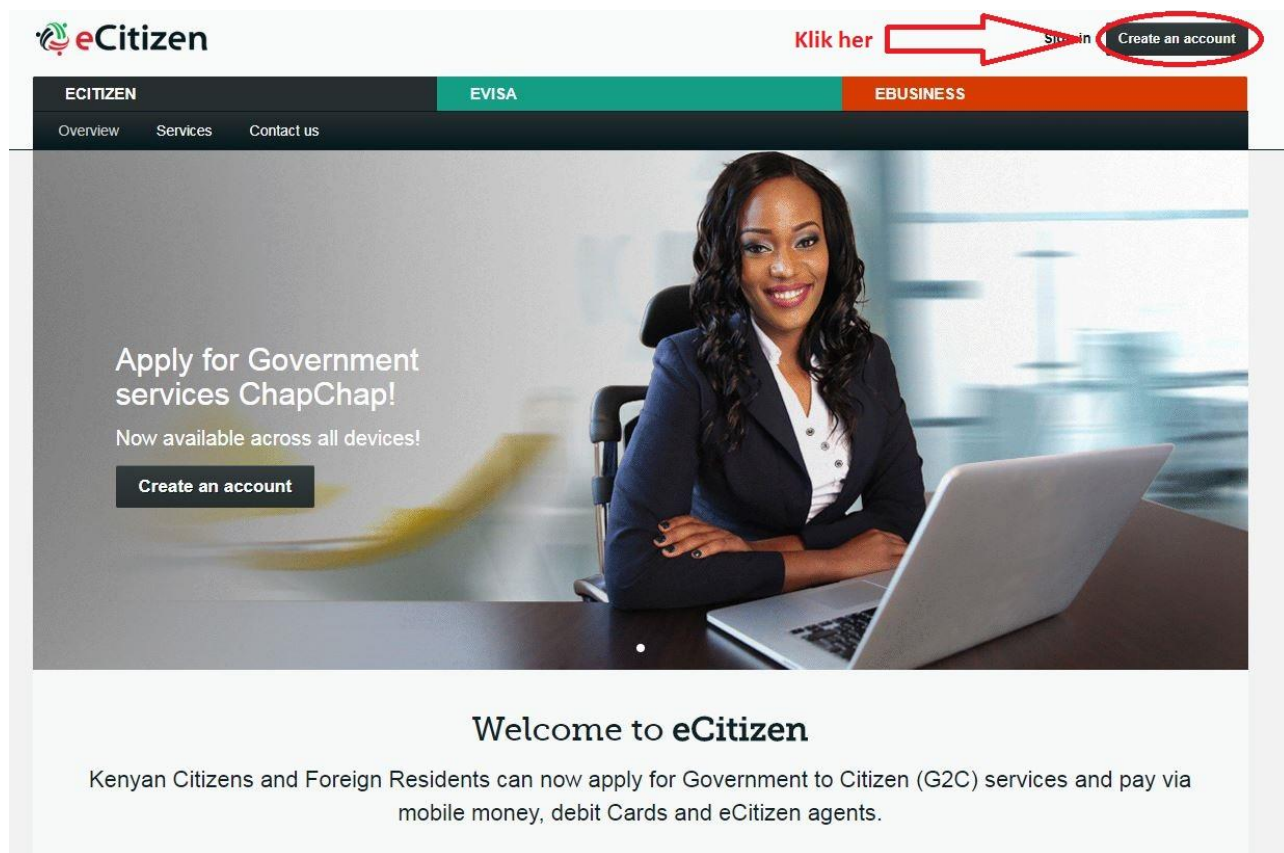 eCitizen
Klik her
Sign in
Create an account
ECITIZEN
EVISA
EBUSINESS
Overview
Services
Contact us
Apply for Government
services ChapChap!
Now available across all devices!
Create an account
Welcome to eCitizen
Kenyan Citizens and Foreign Residents can now apply for Government to Citizen (G2C) services and pay via
mobile money, debit Cards and eCitizen agents.